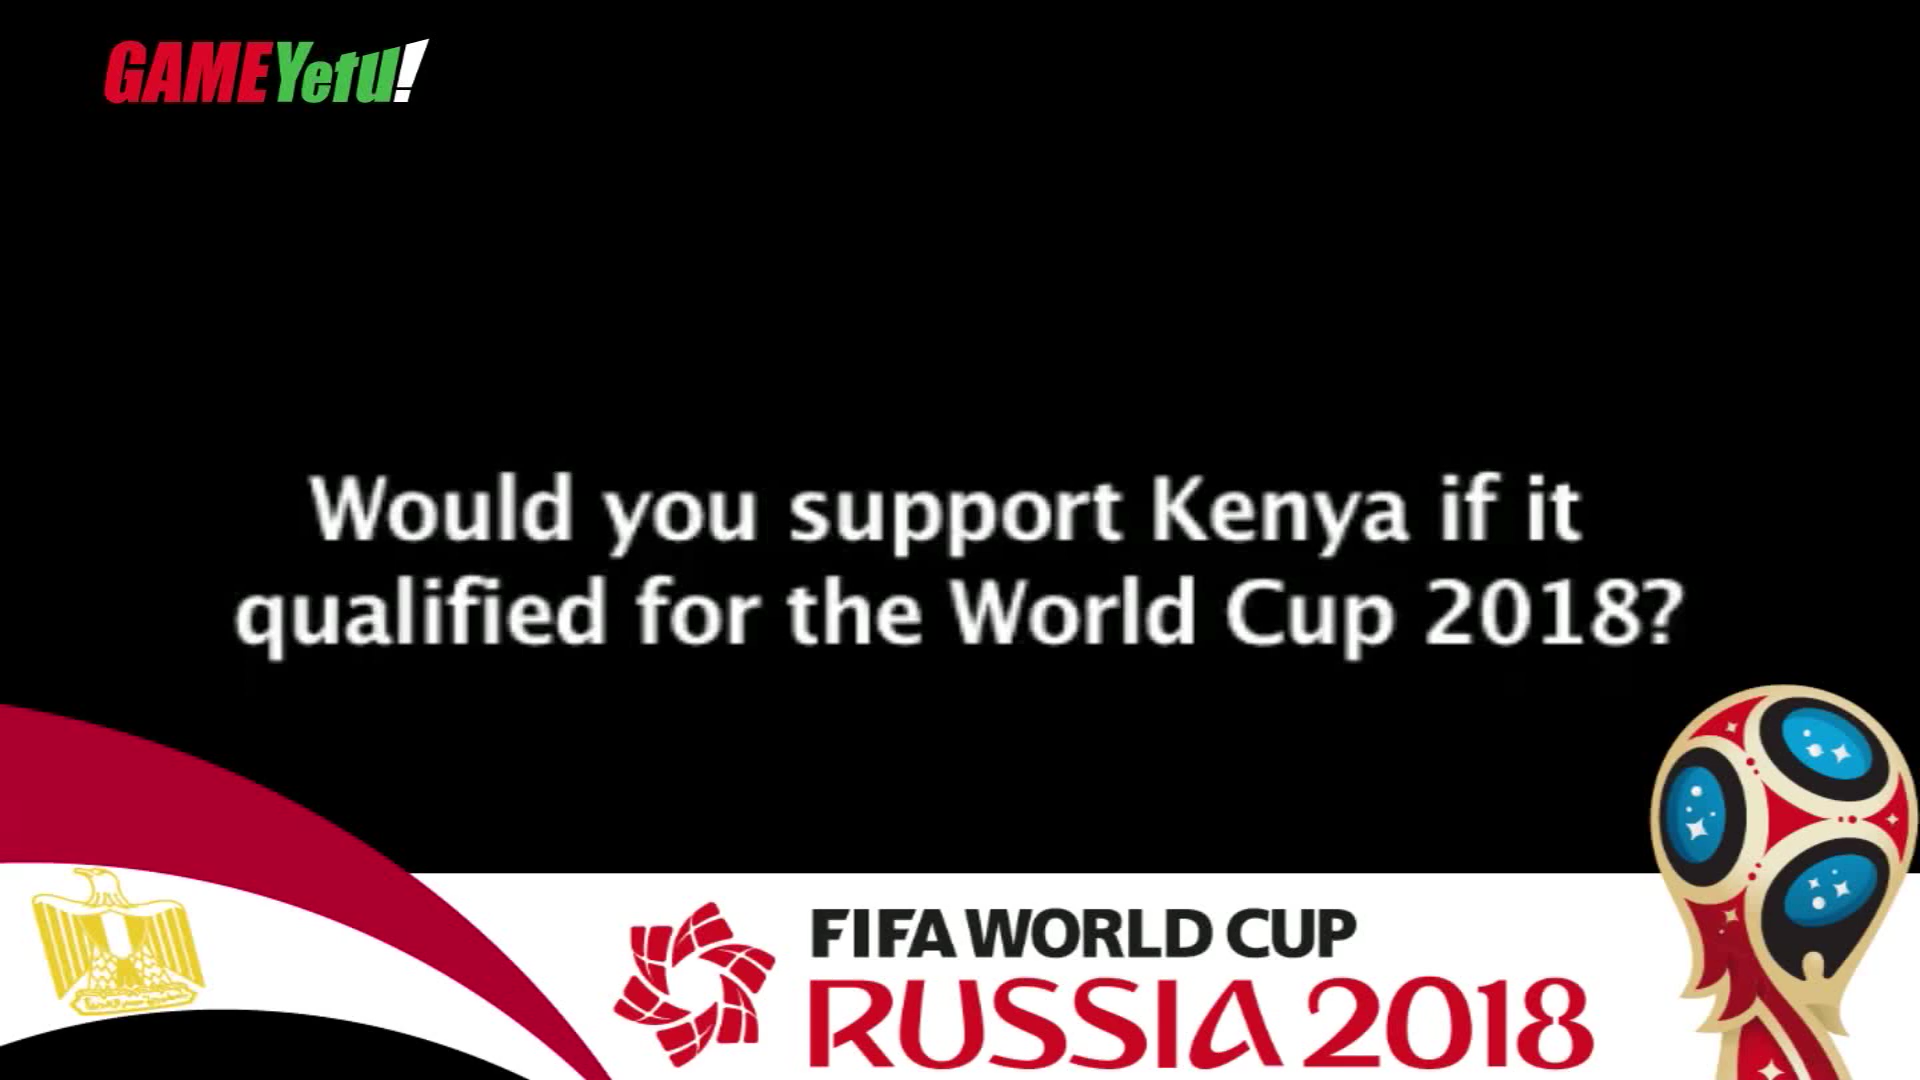 GAMEYetu!
Would you support Kenya if it
qualified for the World Cup 2018?
FIFA WORLD CUP
RUSSIA 2018